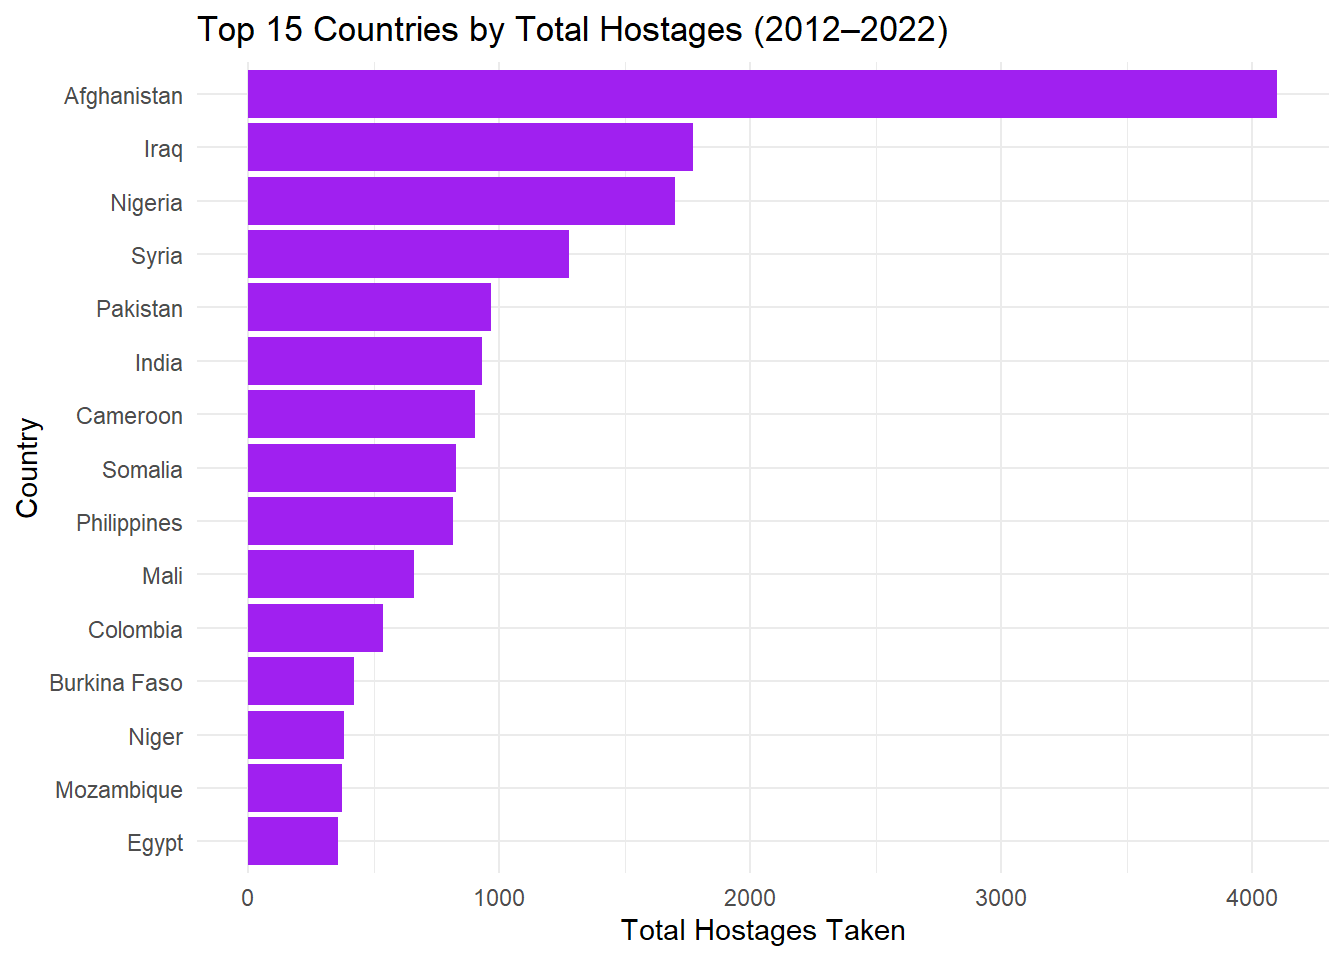 Top 15 Countries by Total Hostages (2012–2022)
Afghanistan
Iraq
Nigeria
Syria
Pakistan
India
Cameroon
Somalia
Philippines
Mali
Colombia
Burkina Faso
Niger
Mozambique
Egypt
Country
0 1000 2000 3000 4000
Total Hostages Taken